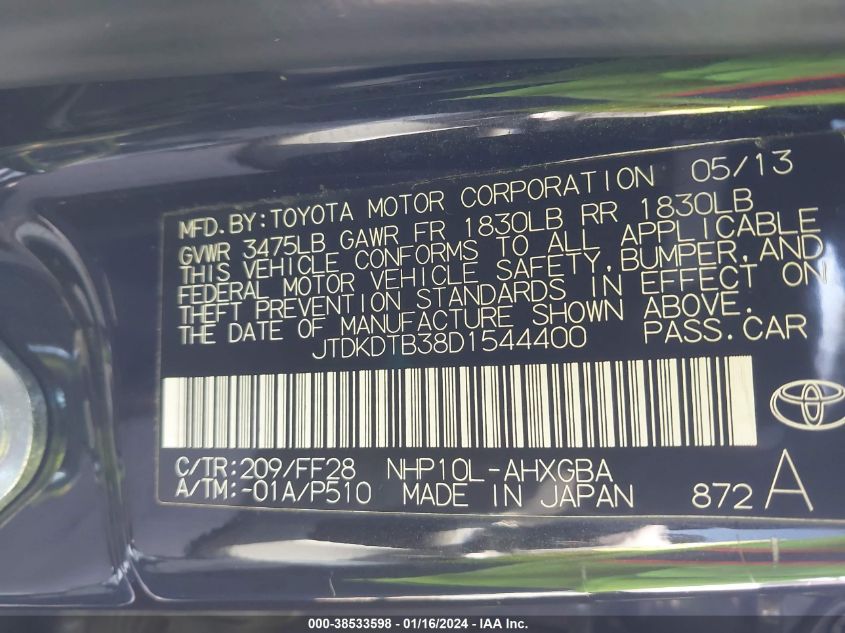 MFD. BY: TOYOTA MOTOR CORPORATION 05/13
GVWR 3475LB GAWR FR 1830LB RR 1830LB
THIS VEHICLE CONFORMS TO ALL APPLICABLE
FEDERAL MOTOR VEHICLE SAFETY, BUMPER, AND
THEFT PREVENTION STANDARDS IN EFFECT ON
THE DATE OF MANUFACTURE SHOWN ABOVE.
JTDKDTB38D1544400 PASS. CAR
C/TR: 209/FF28 NHP10L-AHXGBA
A/TM: -01A/P510 MADE IN JAPAN 872 A
000-38533598 - 01/16/2024 - IAA Inc.